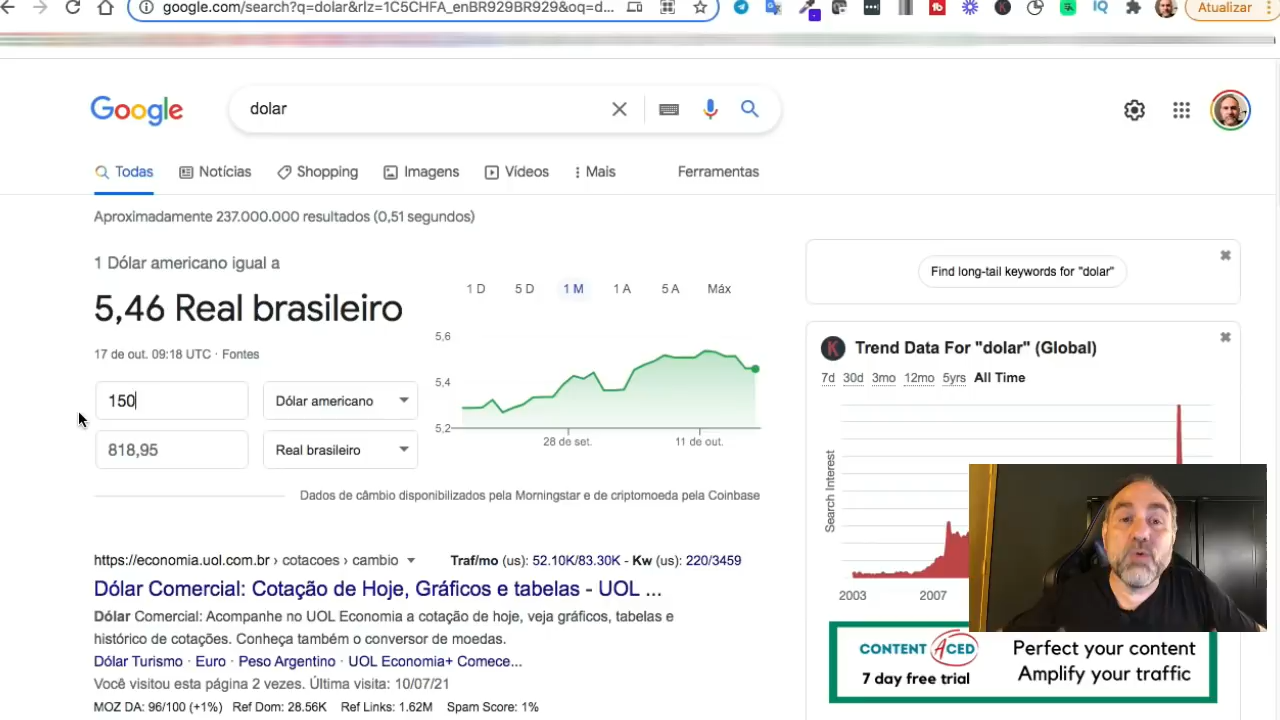 google.com/search?q=dolar&rlz=1C5CHFA_enBR929BR929&oq=d...
Atualizar
Google
dolar
Todas
Notícias
Shopping
Imagens
Vídeos
Mais
Ferramentas
Aproximadamente 237.000.000 resultados (0,51 segundos)
1 Dólar americano igual a
5,46 Real brasileiro
17 de out. 09:18 UTC · Fontes
150
Dólar americano
818,95
Real brasileiro
1 D
5 D
1 M
1 A
5 A
Máx
5,6
5,4
5,2
28 de set.
11 de out.
Dados de câmbio disponibilizados pela Morningstar e de criptomoeda pela Coinbase
https://economia.uol.com.br › cotacoes › cambio
Traf/mo (us): 52.10K/83.30K - Kw (us): 220/3459
Dólar Comercial: Cotação de Hoje, Gráficos e tabelas - UOL ...
Dólar Comercial: Acompanhe no UOL Economia a cotação de hoje, veja gráficos, tabelas e
histórico de cotações. Conheça também o conversor de moedas.
Dólar Turismo · Euro · Peso Argentino · UOL Economia+ Comece...
Você visitou esta página 2 vezes. Última visita: 10/07/21
MOZ DA: 96/100 (+1%) Ref Dom: 28.56K Ref Links: 1.62M Spam Score: 1%
Find long-tail keywords for "dolar"
K
Trend Data For "dolar" (Global)
7d 30d 3mo 12mo 5yrs All Time
Search Interest
2003
2007
CONTENT ACED
7 day free trial
Perfect your content
Amplify your traffic